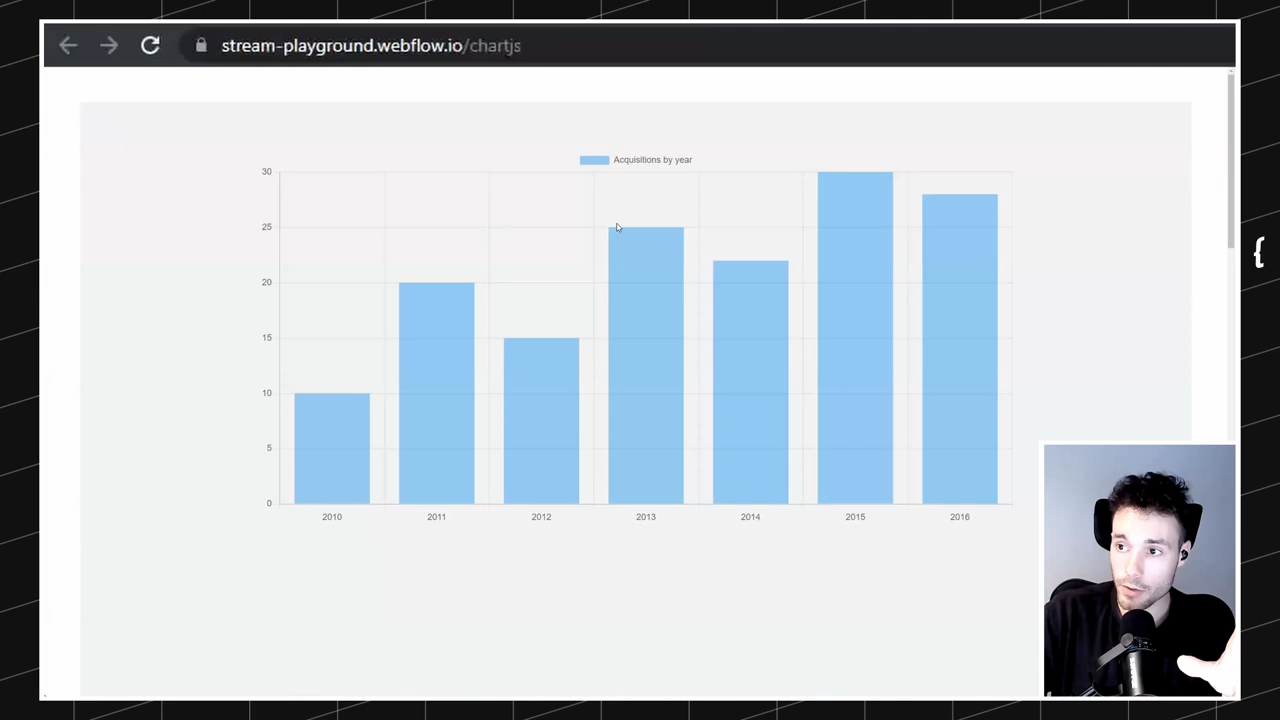 stream-playground.webflow.io/chartjs
Acquisitions by year
30
25
20
15
10
5
0
2010 2011 2012 2013 2014 2015 2016
{